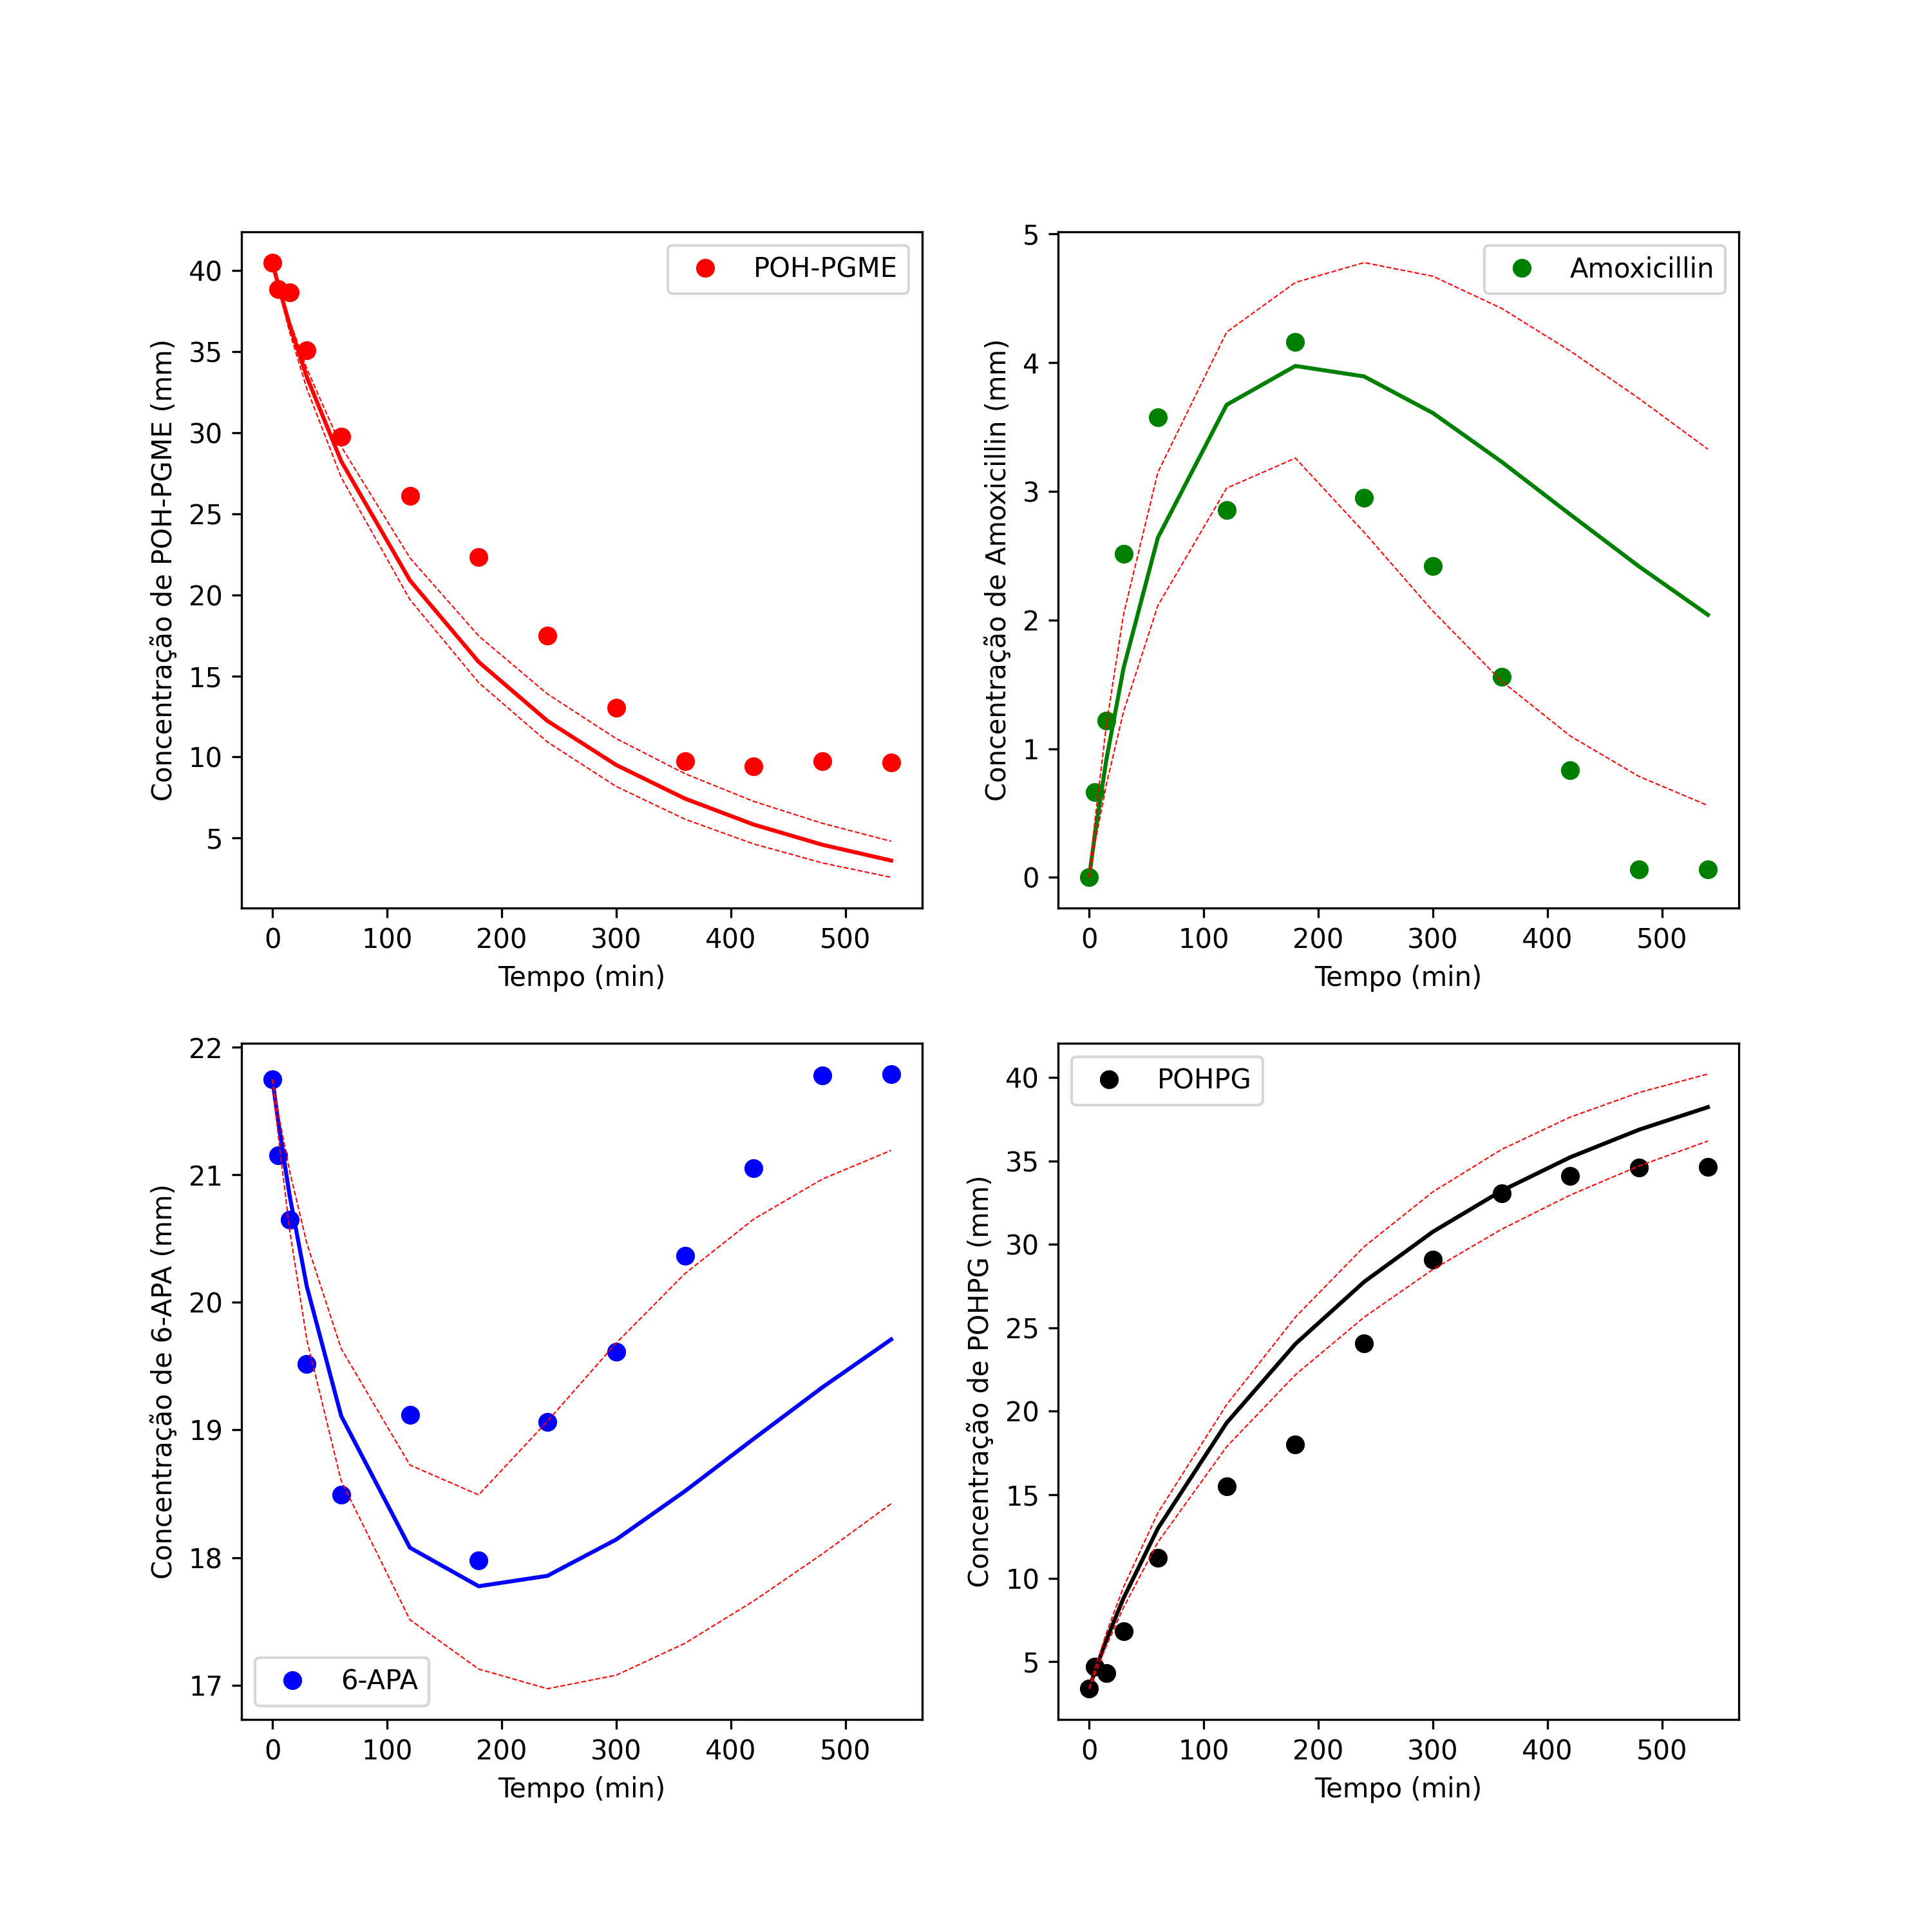 POH-PGME
40
35
30
25
20
15
10
5
Concentração de POH-PGME (mm)
0 100 200 300 400 500
Tempo (min)
Amoxicillin
5
4
3
2
1
0
Concentração de Amoxicillin (mm)
0 100 200 300 400 500
Tempo (min)
22
21
20
19
18
17
Concentração de 6-APA (mm)
6-APA
0 100 200 300 400 500
Tempo (min)
POHPG
40
35
30
25
20
15
10
5
Concentração de POHPG (mm)
0 100 200 300 400 500
Tempo (min)